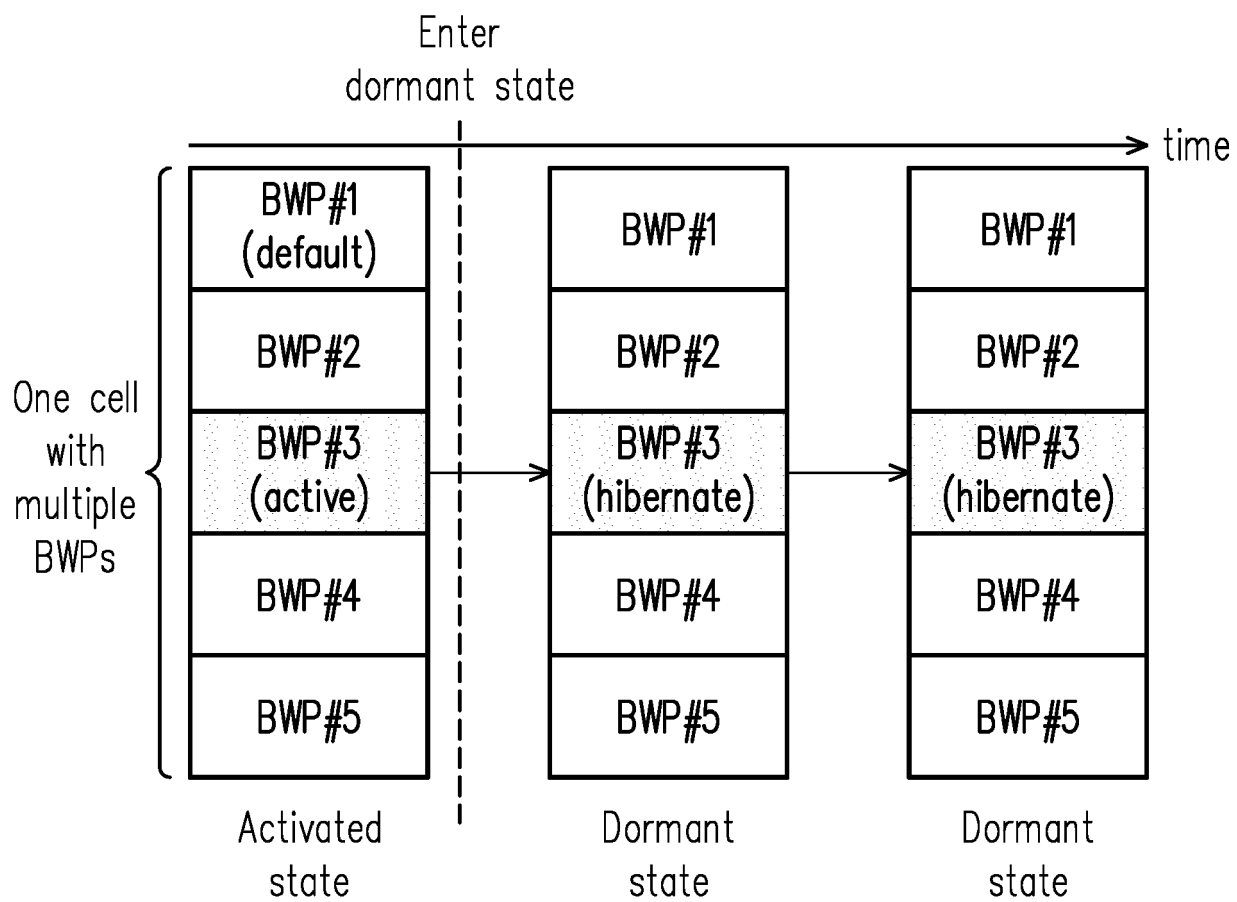 Enter
dormant state
time
One cell
with
multiple
BWPs
BWP#1
(default)
BWP#2
BWP#3
(active)
BWP#4
BWP#5
Activated
state
BWP#1
BWP#2
BWP#3
(hibernate)
BWP#4
BWP#5
Dormant
state
BWP#1
BWP#2
BWP#3
(hibernate)
BWP#4
BWP#5
Dormant
state